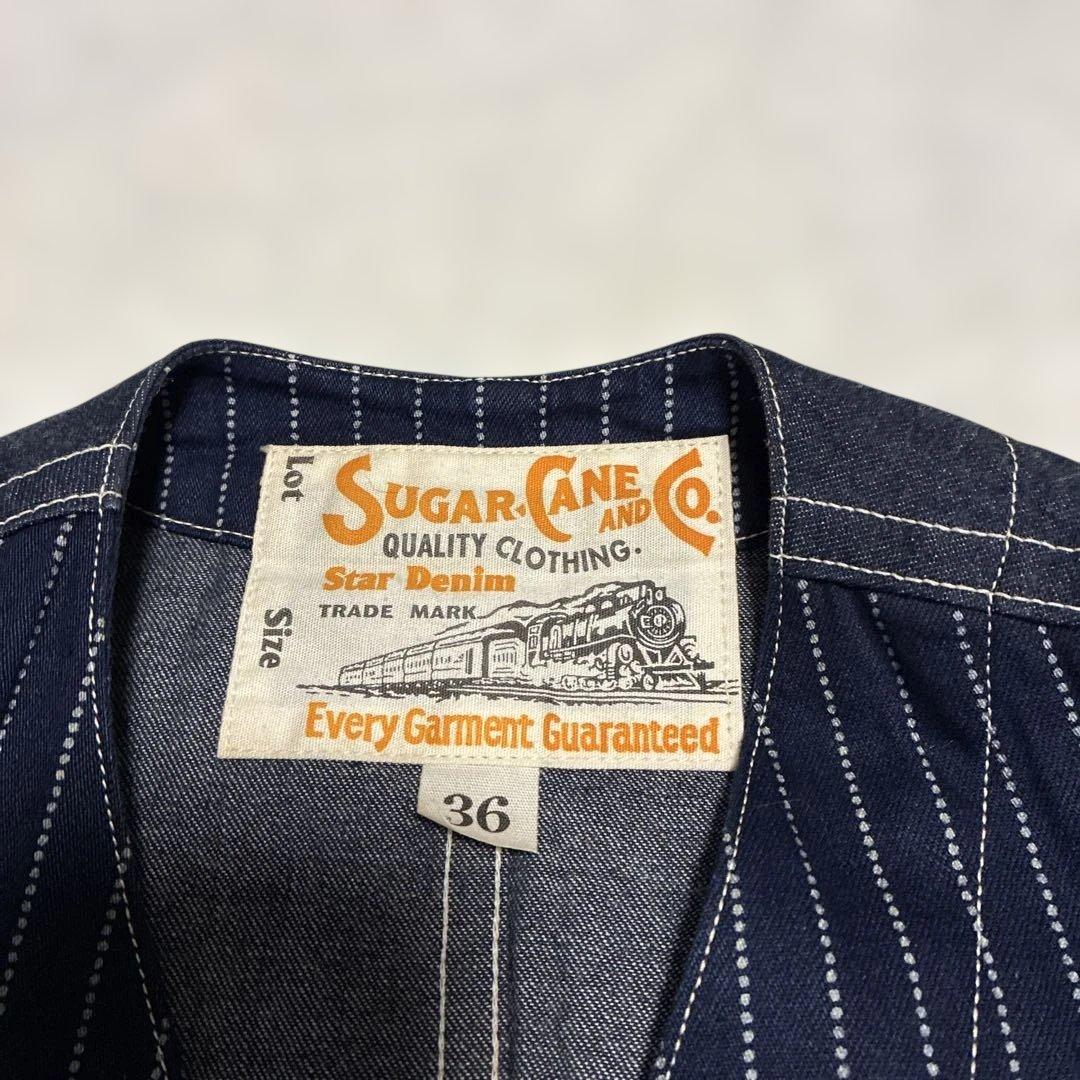 Lot
Size
SUGAR-CANE AND CO.
QUALITY CLOTHING.
Star Denim
TRADE MARK
Every Garment Guaranteed
36